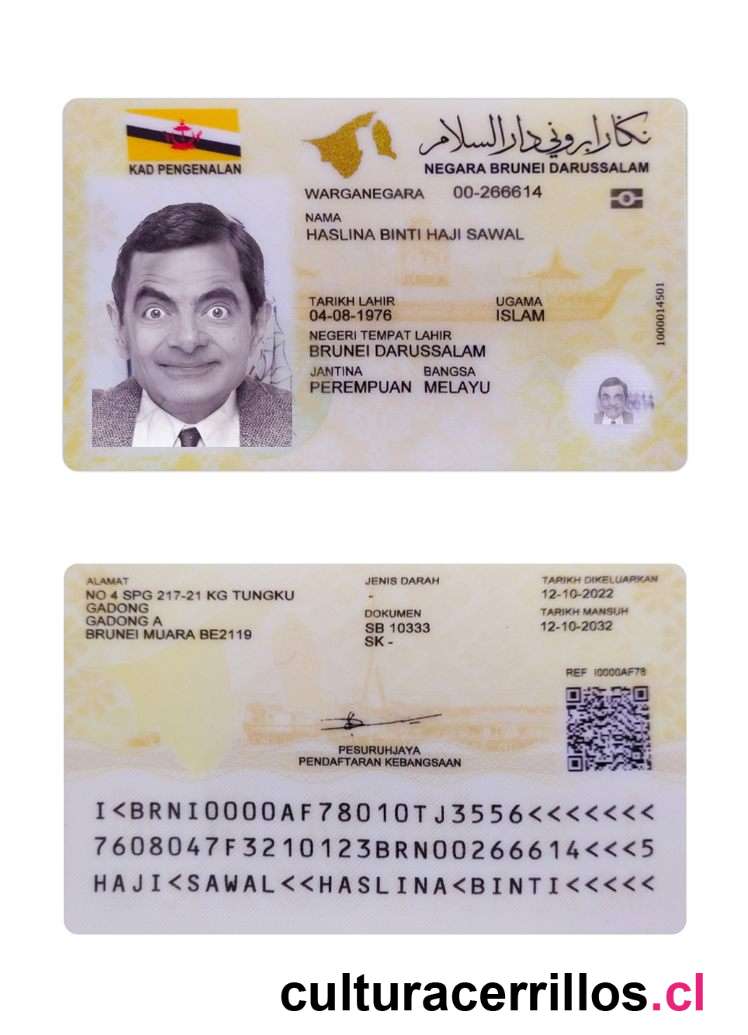 KAD PENGENALAN
نڬارا بروني دارالسلام
NEGARA BRUNEI DARUSSALAM
WARGANEGARA 00-266614
NAMA
HASLINA BINTI HAJI SAWAL
TARIKH LAHIR UGAMA
04-08-1976 ISLAM
NEGERI TEMPAT LAHIR
BRUNEI DARUSSALAM
JANTINA BANGSA
PEREMPUAN MELAYU
1000014501
ALAMAT
NO 4 SPG 217-21 KG TUNGKU
GADONG
GADONG A
BRUNEI MUARA BE2119
JENIS DARAH
-
DOKUMEN
SB 10333
SK -
TARIKH DIKELUARKAN
12-10-2022
TARIKH MANSUH
12-10-2032
REF I0000AF78
PESURUHJAYA
PENDAFTARAN KEBANGSAAN
I<BRNI0000AF78010TJ3556<<<<<<<
7608047F3210123BRN00266614<<<5
HAJI<SAWAL<<HASLINA<BINTI<<<<<
culturacerrillos.cl